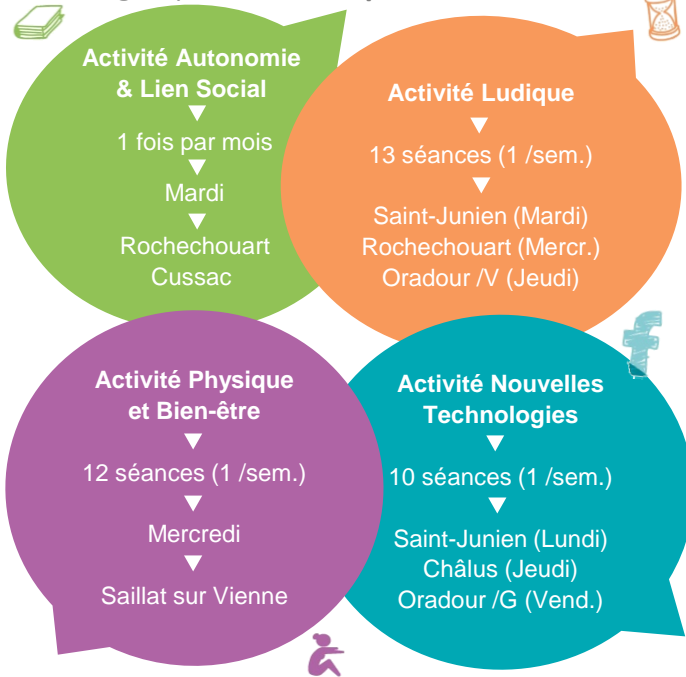 Activité Autonomie
& Lien Social
1 fois par mois
Mardi
Rochechouart
Cussac
Activité Ludique
13 séances (1 /sem.)
Saint-Junien (Mardi)
Rochechouart (Mercr.)
Oradour /V (Jeudi)
Activité Physique
et Bien-être
12 séances (1 /sem.)
Mercredi
Saillat sur Vienne
Activité Nouvelles
Technologies
10 séances (1 /sem.)
Saint-Junien (Lundi)
Châlus (Jeudi)
Oradour /G (Vend.)